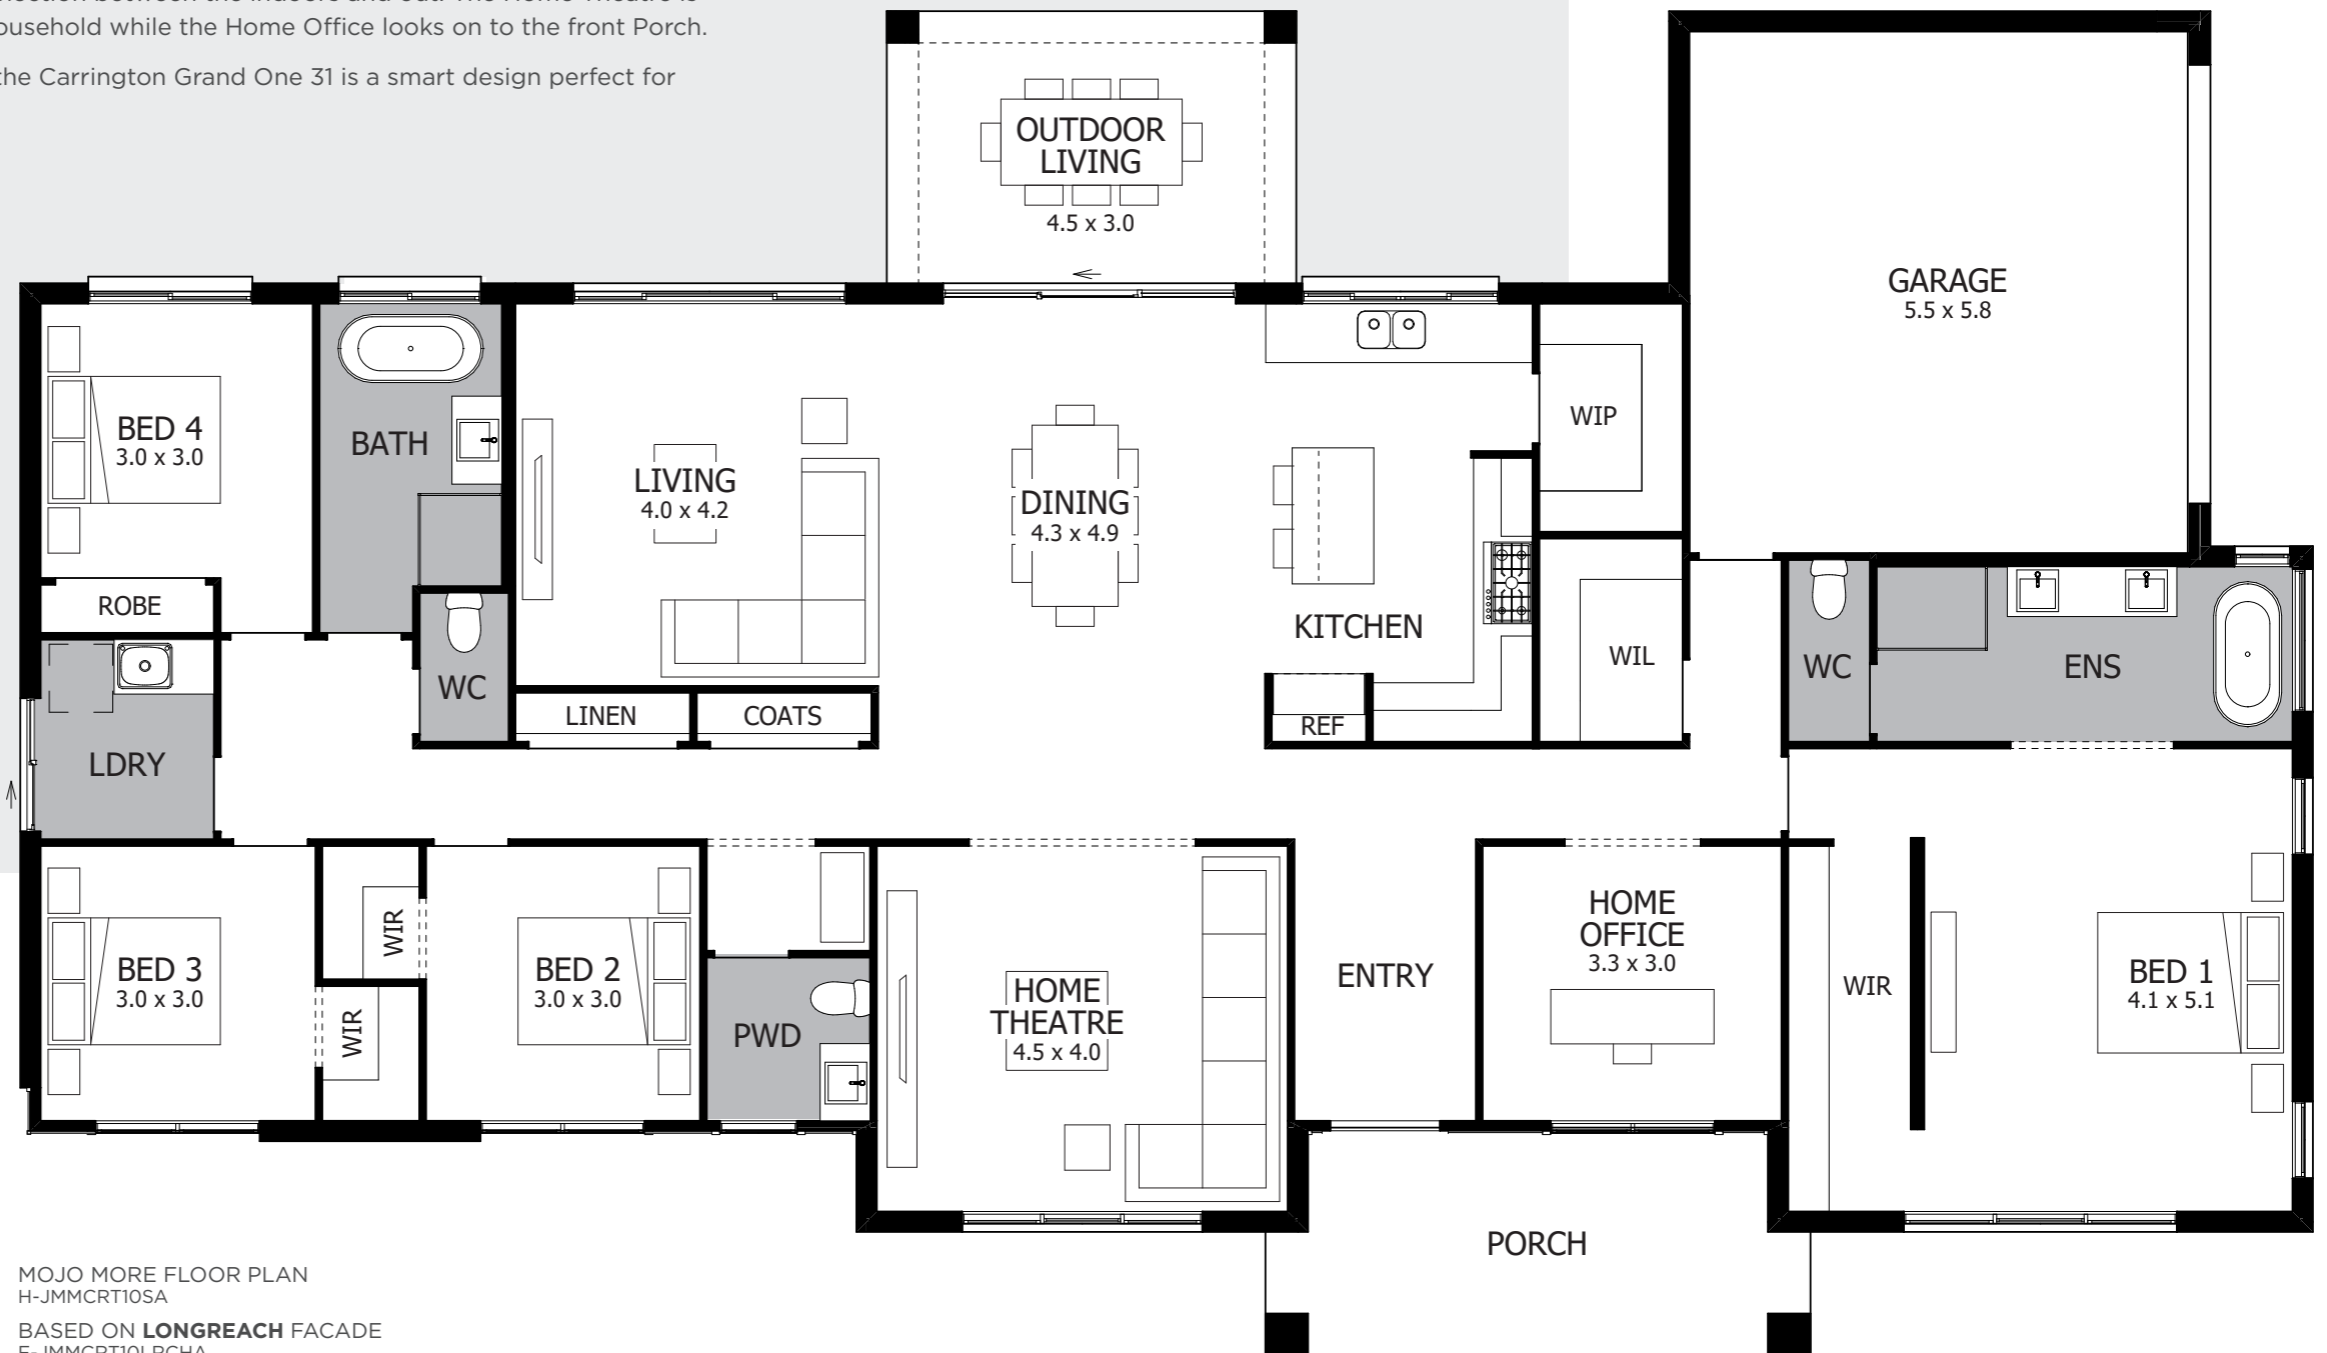 ousehold while the Home Office looks on to the front Porch.
the Carrington Grand One 31 is a smart design perfect for
OUTDOOR
LIVING
4.5 x 3.0
GARAGE
5.5 x 5.8
BED 4
3.0 x 3.0
BATH
LIVING
4.0 x 4.2
DINING
4.3 x 4.9
WIP
ROBE
KITCHEN
WIL
WC
ENS
WC
LINEN
COATS
REF
LDRY
BED 3
3.0 x 3.0
WIR
WIR
BED 2
3.0 x 3.0
PWD
HOME
THEATRE
4.5 x 4.0
ENTRY
HOME
OFFICE
3.3 x 3.0
WIR
BED 1
4.1 x 5.1
PORCH
MOJO MORE FLOOR PLAN
H-JMMCRT10SA
BASED ON LONGREACH FACADE